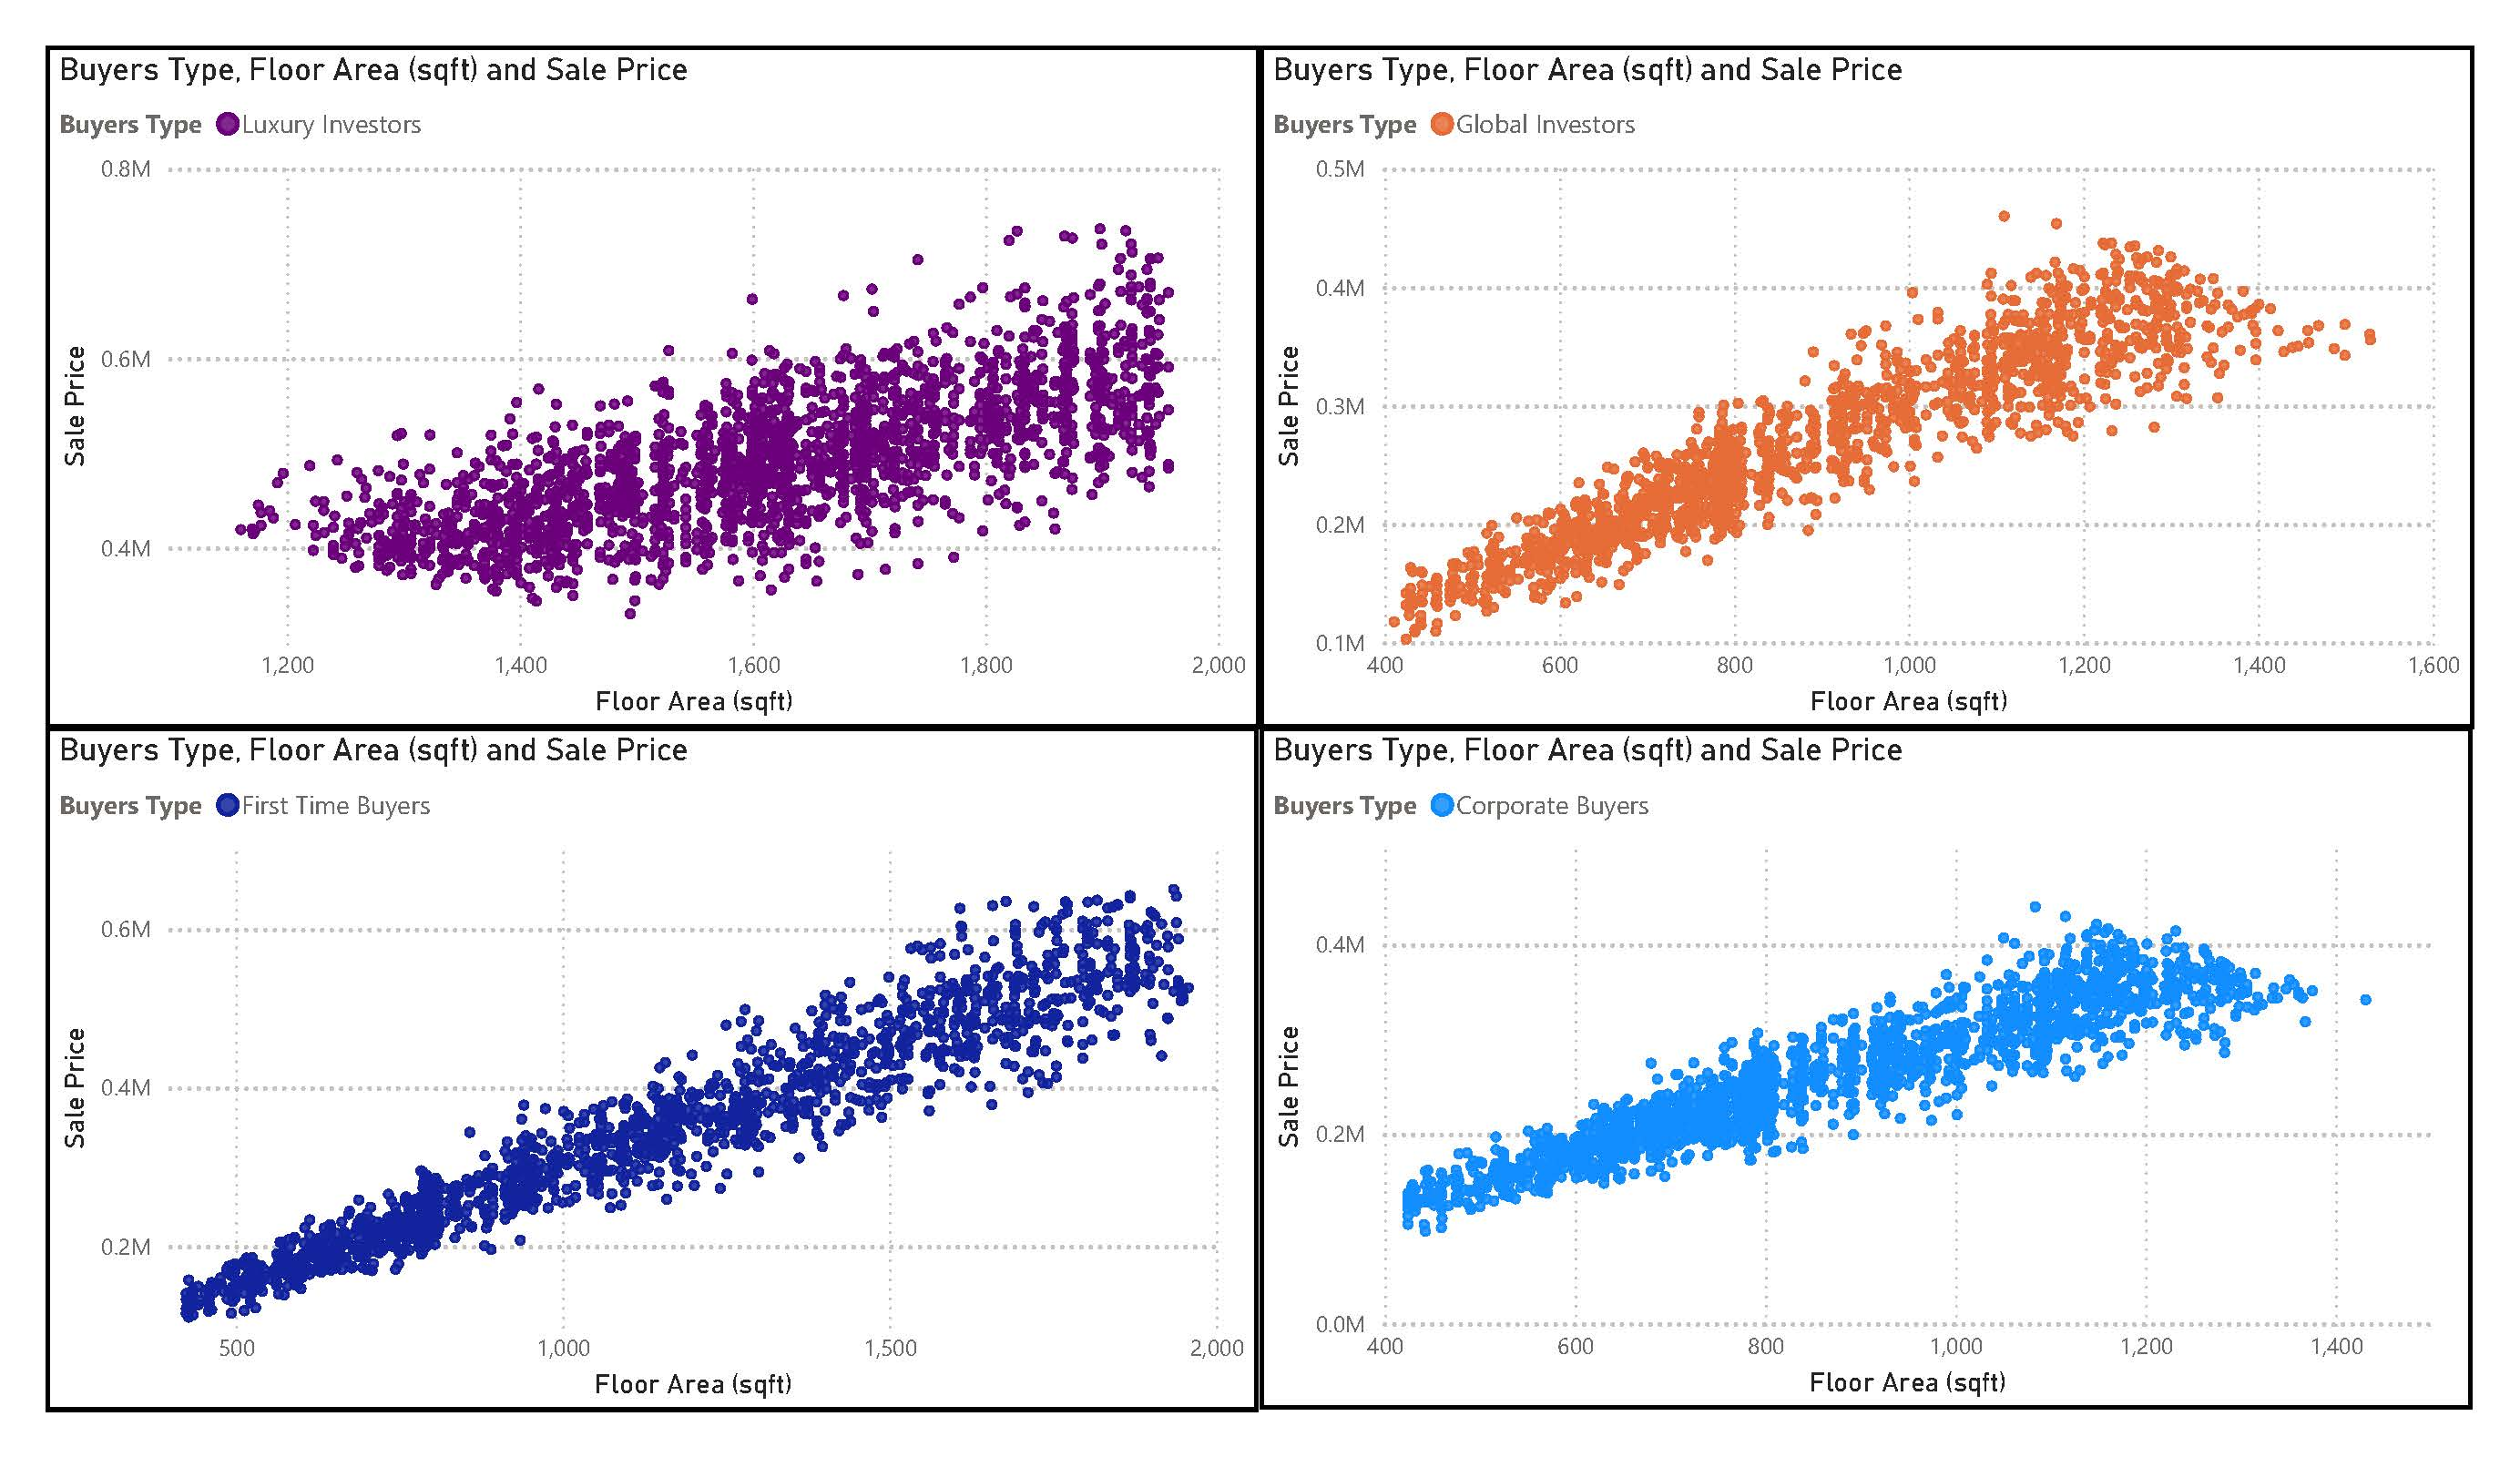 Buyers Type, Floor Area (sqft) and Sale Price
Buyers Type Luxury Investors
0.8M
0.6M
0.4M
Sale Price
1,200 1,400 1,600 1,800 2,000
Floor Area (sqft)
Buyers Type, Floor Area (sqft) and Sale Price
Buyers Type Global Investors
0.5M
0.4M
0.3M
0.2M
0.1M
Sale Price
400 600 800 1,000 1,200 1,400 1,600
Floor Area (sqft)
Buyers Type, Floor Area (sqft) and Sale Price
Buyers Type First Time Buyers
0.6M
0.4M
0.2M
Sale Price
500 1,000 1,500 2,000
Floor Area (sqft)
Buyers Type, Floor Area (sqft) and Sale Price
Buyers Type Corporate Buyers
0.4M
0.2M
0.0M
Sale Price
400 600 800 1,000 1,200 1,400
Floor Area (sqft)